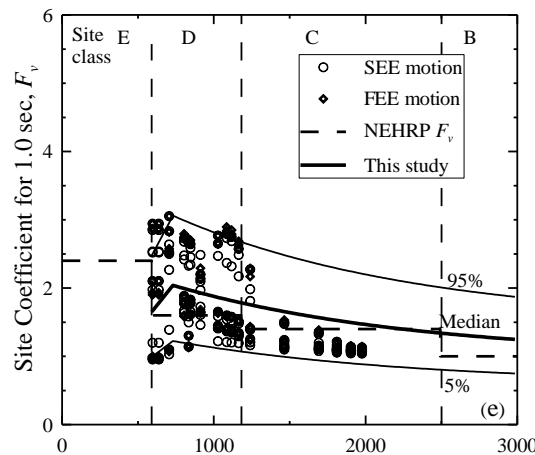 Site class
E
D
C
B
SEE motion
FEE motion
NEHRP Fv
This study
Site Coefficient for 1.0 sec, Fv
6
4
2
0
95%
Median
5%
(e)
0
1000
2000
3000